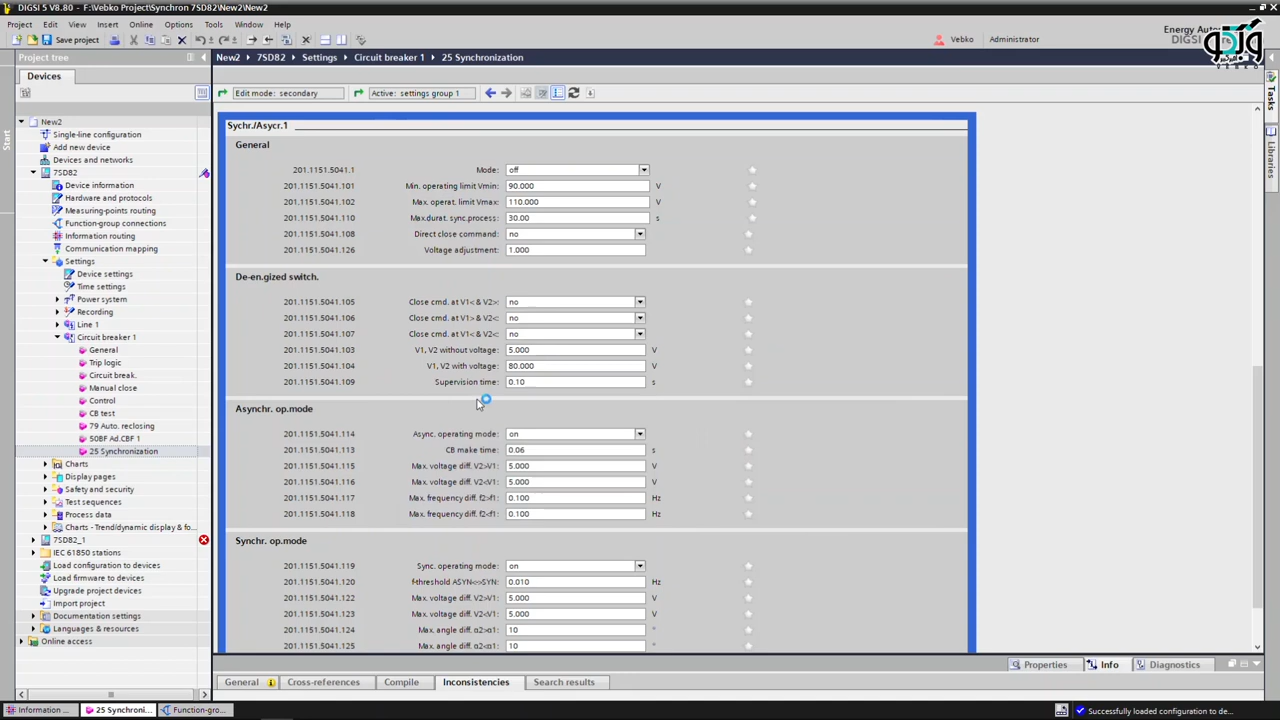 DIGSI 5 V8.80 - F:\Vebko Project\Synchron 7SD82\New2\New2
Project Edit View Insert Online Options Tools Window Help
Energy Auto
DIGSI
وبکو
VEBKO
Save project
Vebko Administrator
Project tree
New2 > 7SD82 > Settings > Circuit breaker 1 > 25 Synchronization
Devices
Edit mode: secondary Active: settings group 1
Start
Tasks
Libraries
New2
Single-line configuration
Add new device
Devices and networks
7SD82
Device information
Hardware and protocols
Measuring-points routing
Function-group connections
Information routing
Communication mapping
Settings
Device settings
Time settings
Power system
Recording
Line 1
Circuit breaker 1
General
Trip logic
Circuit break.
Manual close
Control
CB test
79 Auto. reclosing
50BF Ad.CBF 1
25 Synchronization
Charts
Display pages
Safety and security
Test sequences
Process data
Charts - Trend/dynamic display & fo...
7SD82_1
IEC 61850 stations
Load configuration to devices
Load firmware to devices
Upgrade project devices
Import project
Documentation settings
Languages & resources
Online access
Sychr./Asycr.1
General
201.1151.5041.1 Mode: off
201.1151.5041.101 Min. operating limit Vmin: 90.000 V
201.1151.5041.102 Max. operat. limit Vmax: 110.000 V
201.1151.5041.110 Max.durat. sync.process: 30.00 s
201.1151.5041.108 Direct close command: no
201.1151.5041.126 Voltage adjustment: 1.000
De-en.gized switch.
201.1151.5041.105 Close cmd. at V1< & V2>: no
201.1151.5041.106 Close cmd. at V1> & V2<: no
201.1151.5041.107 Close cmd. at V1< & V2<: no
201.1151.5041.103 V1, V2 without voltage: 5.000 V
201.1151.5041.104 V1, V2 with voltage: 80.000 V
201.1151.5041.109 Supervision time: 0.10 s
Asynchr. op.mode
201.1151.5041.114 Async. operating mode: on
201.1151.5041.113 CB make time: 0.06 s
201.1151.5041.115 Max. voltage diff. V2>V1: 5.000 V
201.1151.5041.116 Max. voltage diff. V2<V1: 5.000 V
201.1151.5041.117 Max. frequency diff. f2>f1: 0.100 Hz
201.1151.5041.118 Max. frequency diff. f2<f1: 0.100 Hz
Synchr. op.mode
201.1151.5041.119 Sync. operating mode: on
201.1151.5041.120 f-threshold ASYN<>SYN: 0.010 Hz
201.1151.5041.122 Max. voltage diff. V2>V1: 5.000 V
201.1151.5041.123 Max. voltage diff. V2<V1: 5.000 V
201.1151.5041.124 Max. angle diff. α2>α1: 10 °
201.1151.5041.125 Max. angle diff. α2<α1: 10 °
Properties Info Diagnostics
General Cross-references Compile Inconsistencies Search results
Information ... 25 Synchroni... Function-gro...
Successfully loaded configuration to de...